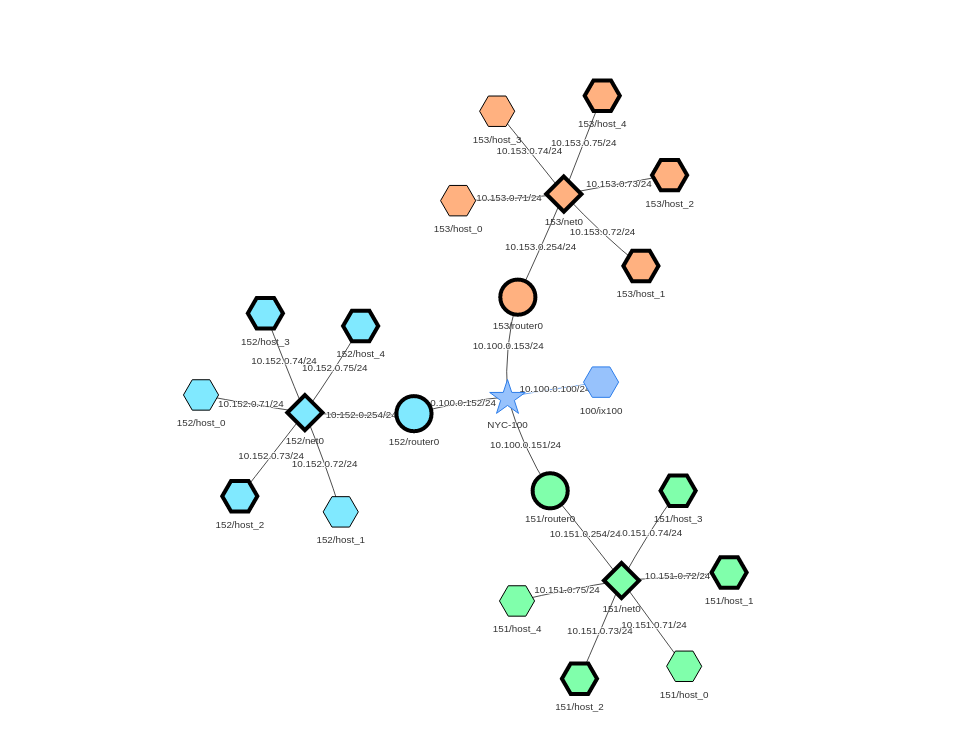 153/host_4
153/host_3
10.153.0.75/24
10.153.0.74/24
10.153.0.73/24
10.153.0.71/24
153/host_2
153/net0
153/host_0
10.153.0.72/24
10.153.0.254/24
153/host_1
153/router0
152/host_3
10.100.0.153/24
152/host_4
10.152.0.74/24
10.152.0.75/24
10.100.0.100/24
10.152.0.71/24
10.100.0.152/24
100/ix100
10.152.0.254/24
152/host_0
NYC-100
152/net0
152/router0
10.100.0.151/24
10.152.0.73/24
10.152.0.72/24
152/host_2
151/router0
151/host_3
10.151.0.254/24
10.151.0.74/24
152/host_1
10.151.0.72/24
10.151.0.75/24
151/host_1
151/net0
151/host_4
10.151.0.73/24
10.151.0.71/24
151/host_0
151/host_2